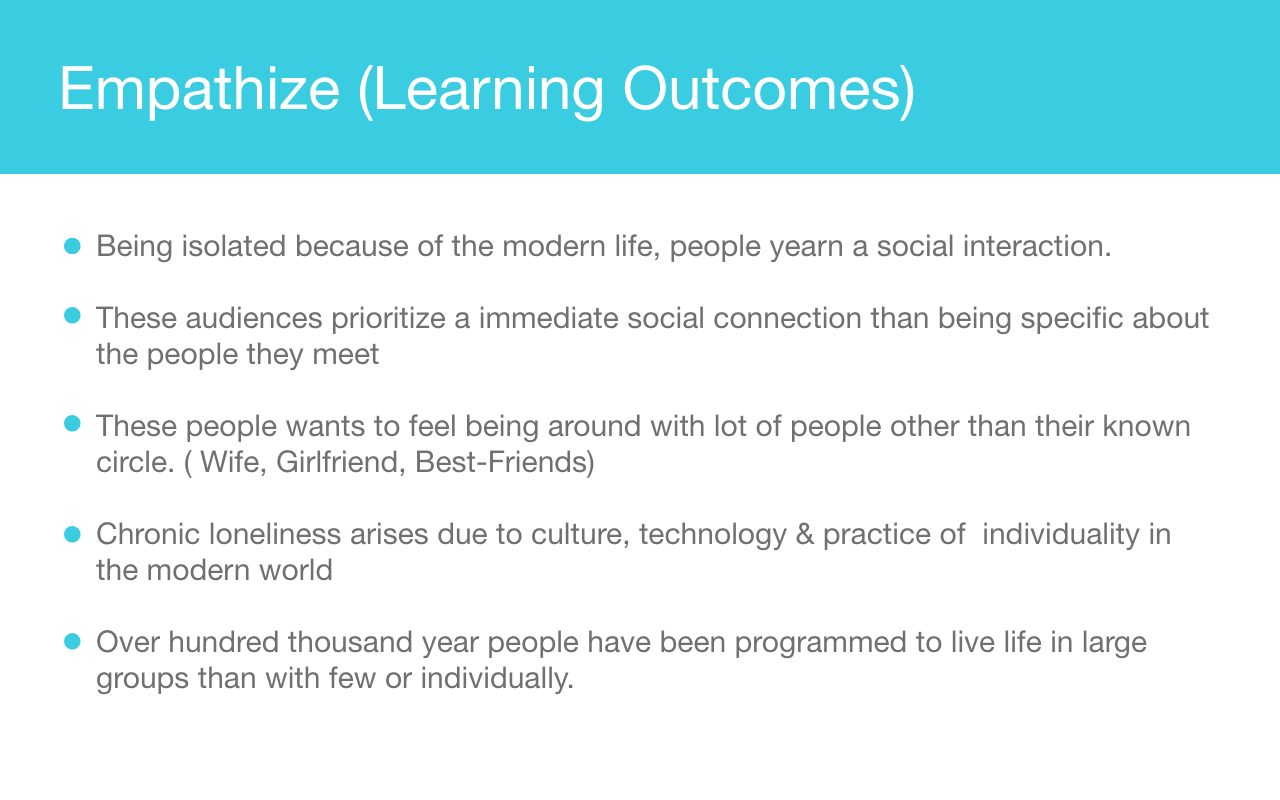 Empathize (Learning Outcomes)
Being isolated because of the modern life, people yearn a social interaction.
These audiences prioritize a immediate social connection than being specific about
the people they meet
These people wants to feel being around with lot of people other than their known
circle. ( Wife, Girlfriend, Best-Friends)
Chronic loneliness arises due to culture, technology & practice of  individuality in
the modern world
Over hundred thousand year people have been programmed to live life in large
groups than with few or individually.